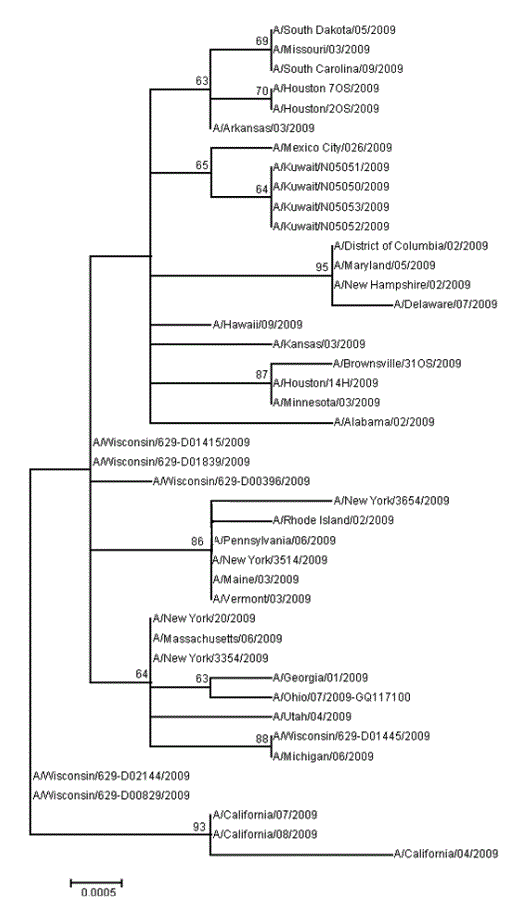 A/South Dakota/05/2009
69
A/Missouri/03/2009
A/South Carolina/09/2009
63
70
A/Houston 7OS/2009
A/Houston/2OS/2009
A/Arkansas/03/2009
A/Mexico City/026/2009
65
A/Kuwait/N05051/2009
64
A/Kuwait/N05050/2009
A/Kuwait/N05053/2009
A/Kuwait/N05052/2009
A/District of Columbia/02/2009
95
A/Maryland/05/2009
A/New Hampshire/02/2009
A/Delaware/07/2009
A/Hawaii/09/2009
A/Kansas/03/2009
A/Brownsville/31OS/2009
87
A/Houston/14H/2009
A/Minnesota/03/2009
A/Alabama/02/2009
A/Wisconsin/629-D01415/2009
A/Wisconsin/629-D01839/2009
A/Wisconsin/629-D00396/2009
A/New York/3654/2009
A/Rhode Island/02/2009
86
A/Pennsylvania/06/2009
A/New York/3514/2009
A/Maine/03/2009
A/Vermont/03/2009
A/New York/20/2009
A/Massachusetts/06/2009
A/New York/3354/2009
64
63
A/Georgia/01/2009
A/Ohio/07/2009-GQ117100
A/Utah/04/2009
88
A/Wisconsin/629-D01445/2009
A/Michigan/06/2009
A/Wisconsin/629-D02144/2009
A/Wisconsin/629-D00829/2009
A/California/07/2009
93
A/California/08/2009
A/California/04/2009
0.0005